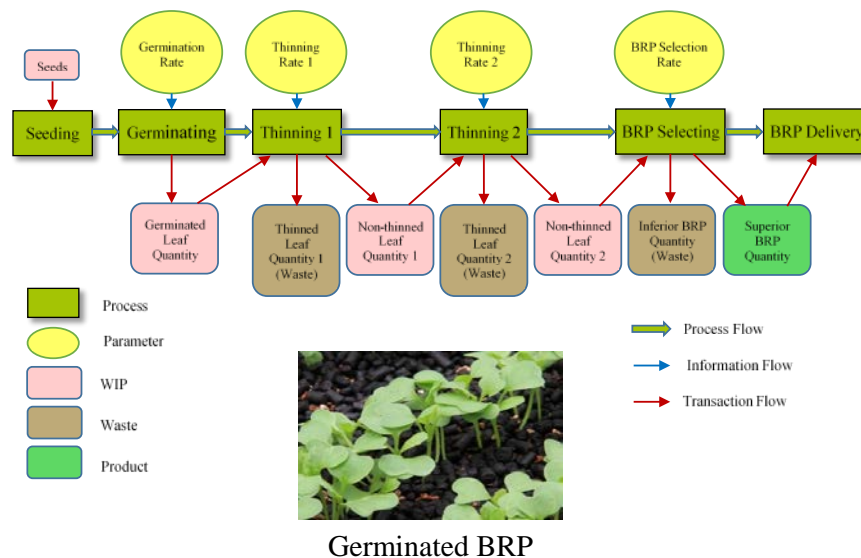 Seeds
Germination
Rate
Thinning
Rate 1
Thinning
Rate 2
BRP Selection
Rate
Seeding
Germinating
Thinning 1
Thinning 2
BRP Selecting
BRP Delivery
Germinated
Leaf
Quantity
Thinned
Leaf
Quantity 1
(Waste)
Non-thinned
Leaf
Quantity 1
Thinned
Leaf
Quantity 2
(Waste)
Non-thinned
Leaf
Quantity 2
Inferior BRP
Quantity
(Waste)
Superior
BRP
Quantity
Process
Parameter
WIP
Waste
Product
Process Flow
Information Flow
Transaction Flow
Germinated BRP